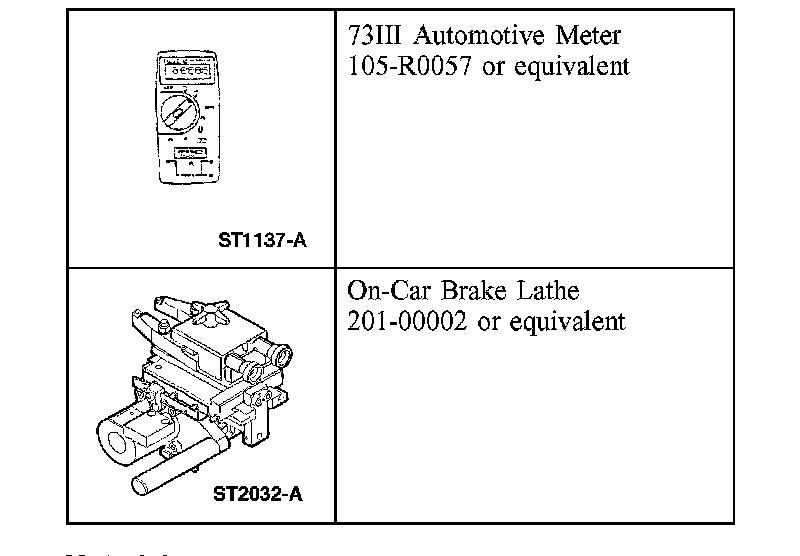 73III Automotive Meter
105-R0057 or equivalent
ST1137-A
On-Car Brake Lathe
201-00002 or equivalent
ST2032-A